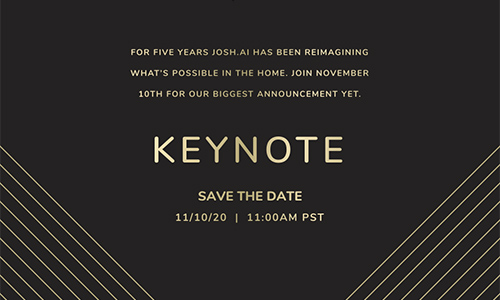 FOR FIVE YEARS JOSH.AI HAS BEEN REIMAGINING
WHAT'S POSSIBLE IN THE HOME. JOIN NOVEMBER
10TH FOR OUR BIGGEST ANNOUNCEMENT YET.
KEYNOTE
SAVE THE DATE
11/10/20 | 11:00AM PST